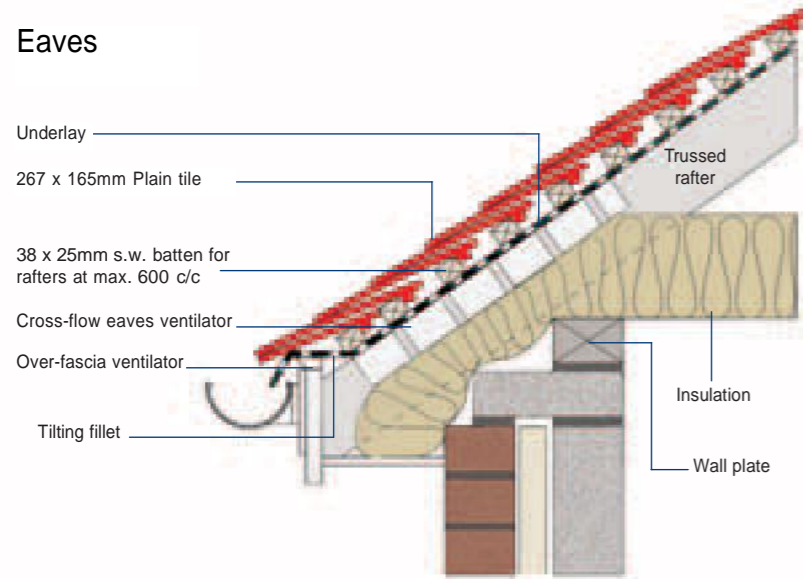 Eaves
Underlay
267 x 165mm Plain tile
38 x 25mm s.w. batten for
rafters at max. 600 c/c
Cross-flow eaves ventilator
Over-fascia ventilator
Tilting fillet
Trussed
rafter
Insulation
Wall plate